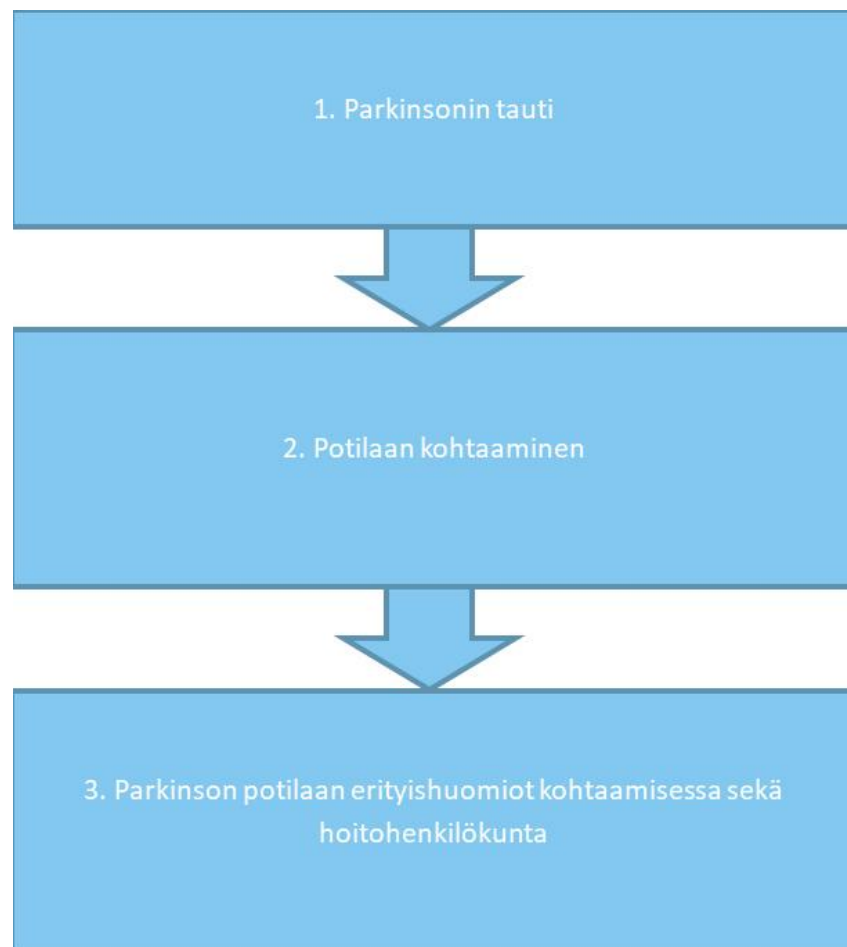 1. Parkinsonin tauti
2. Potilaan kohtaaminen
3. Parkinson potilaan erityishuomiot kohtaamisessa sekä
hoitohenkilökunta